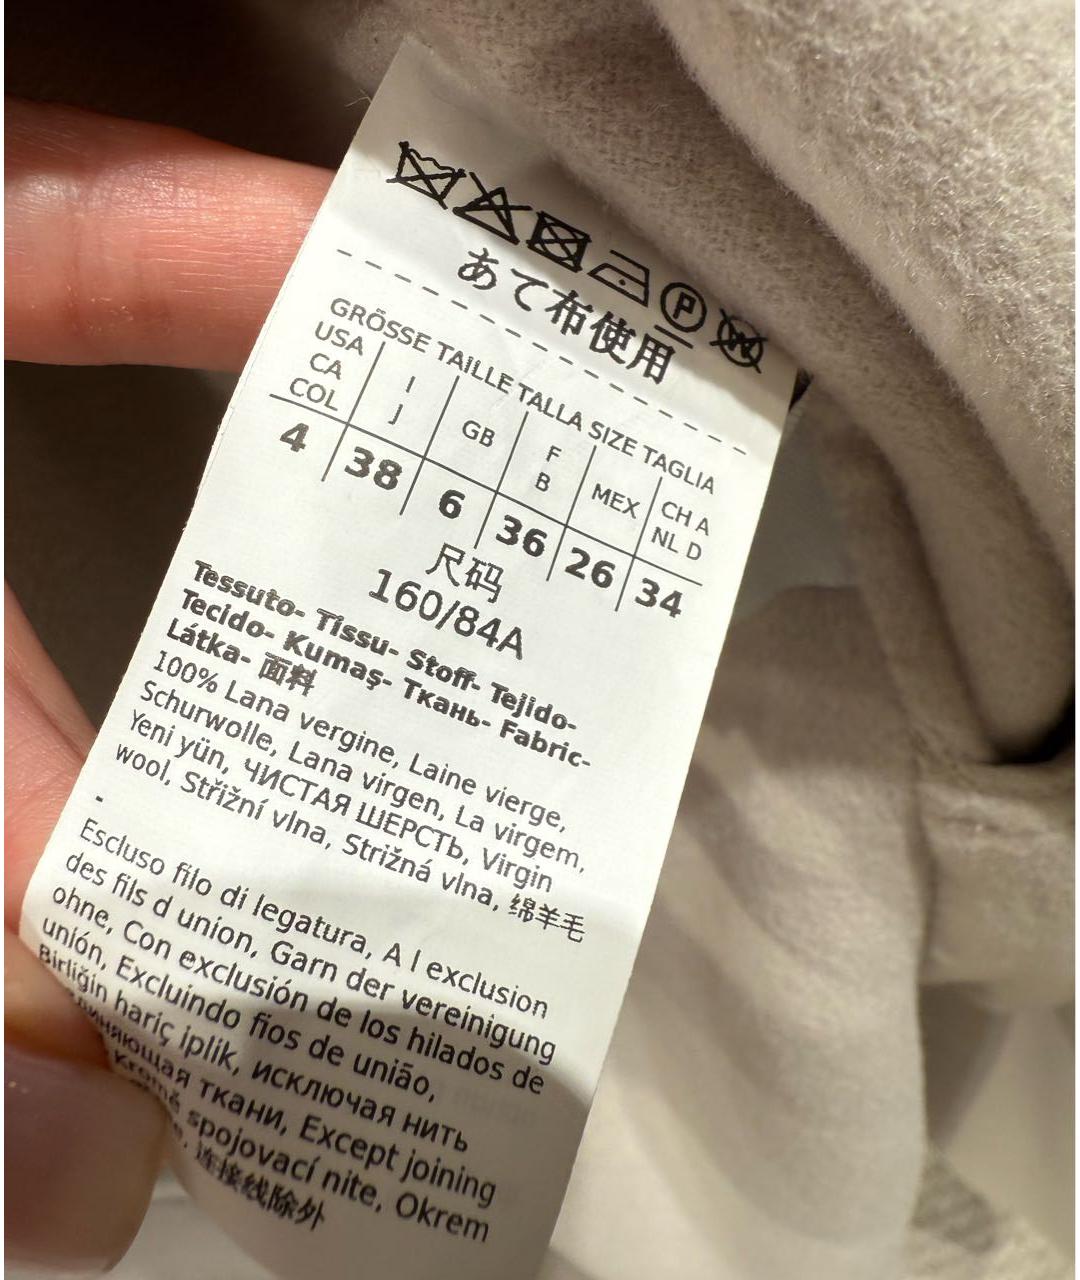 P W
あて布使用
GRÖSSE TAILLE TALLA SIZE TAGLIA
USA CA COL I J GB F B MEX CH A NL D
4 38 6 36 26 34
尺码
160/84A
Tessuto- Tissu- Stoff- Tejido-
Tecido- Kumaş- Ткань- Fabric-
Látka- 面料
100% Lana vergine, Laine vierge,
Schurwolle, Lana virgen, La virgem,
Yeni yün, ЧИСТАЯ ШЕРСТЬ, Virgin
wool, Střižní vlna, Strižná vlna, 绵羊毛
-
Escluso filo di legatura, A l exclusion
des fils d union, Garn der vereinigung
ohne, Con exclusión de los hilados de
unión, Excluindo fios de união,
Birliğin hariç iplik, исключая нить
ткани, Except joining
Kromě spojovací nite, Okrem
连接线除外